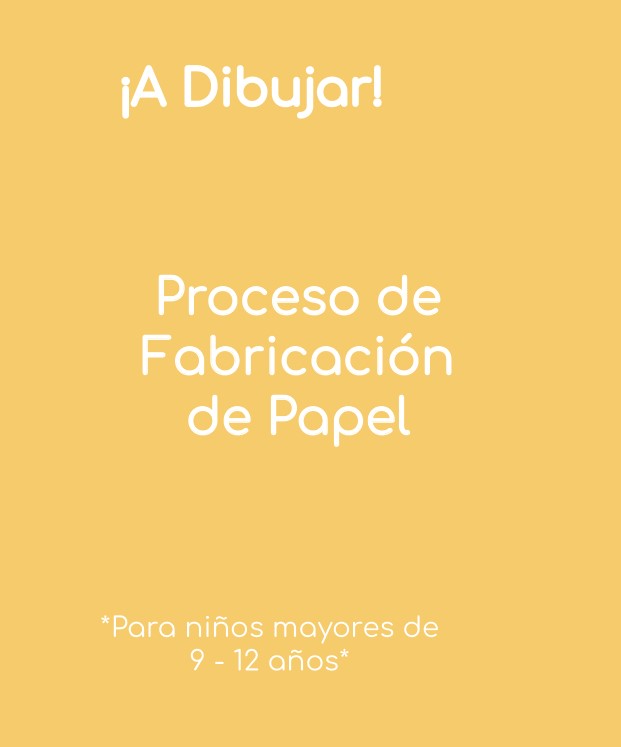 ¡A Dibujar!
Proceso de
Fabricación
de Papel
*Para niños mayores de
9 - 12 años*